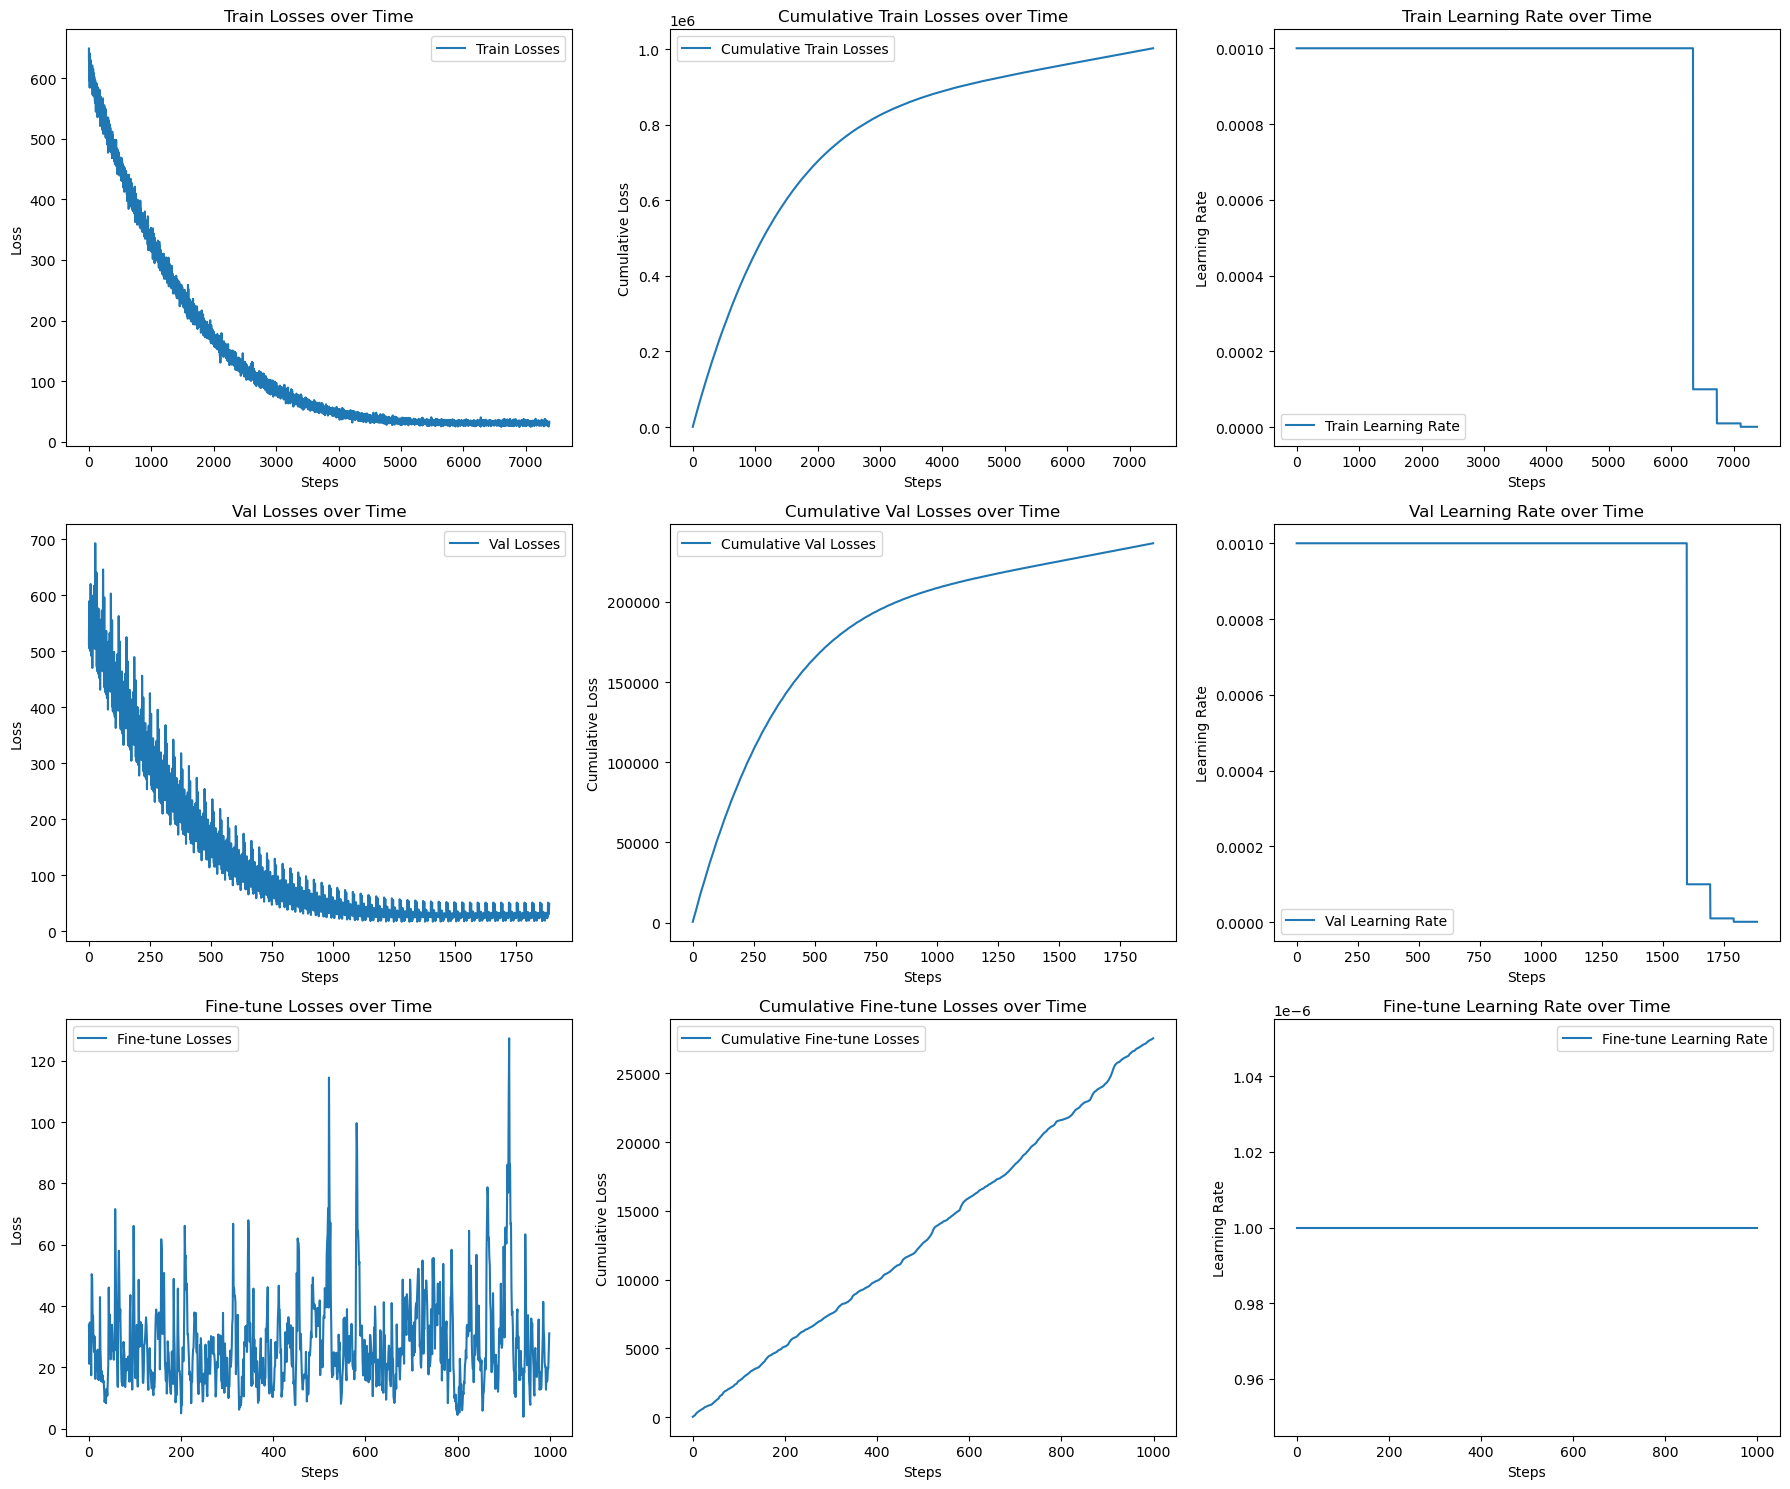 Train Losses over Time
Train Losses
Loss
600
500
400
300
200
100
0
0 1000 2000 3000 4000 5000 6000 7000
Steps
Cumulative Train Losses over Time
1e6
Cumulative Train Losses
Cumulative Loss
1.0
0.8
0.6
0.4
0.2
0.0
0 1000 2000 3000 4000 5000 6000 7000
Steps
Train Learning Rate over Time
Learning Rate
0.0010
0.0008
0.0006
0.0004
0.0002
0.0000
Train Learning Rate
0 1000 2000 3000 4000 5000 6000 7000
Steps
Val Losses over Time
Val Losses
Loss
700
600
500
400
300
200
100
0
0 250 500 750 1000 1250 1500 1750
Steps
Cumulative Val Losses over Time
Cumulative Val Losses
Cumulative Loss
200000
150000
100000
50000
0
0 250 500 750 1000 1250 1500 1750
Steps
Val Learning Rate over Time
Learning Rate
0.0010
0.0008
0.0006
0.0004
0.0002
0.0000
Val Learning Rate
0 250 500 750 1000 1250 1500 1750
Steps
Fine-tune Losses over Time
Fine-tune Losses
Loss
120
100
80
60
40
20
0
0 200 400 600 800 1000
Steps
Cumulative Fine-tune Losses over Time
Cumulative Fine-tune Losses
Cumulative Loss
25000
20000
15000
10000
5000
0
0 200 400 600 800 1000
Steps
Fine-tune Learning Rate over Time
1e−6
Fine-tune Learning Rate
Learning Rate
1.04
1.02
1.00
0.98
0.96
0 200 400 600 800 1000
Steps